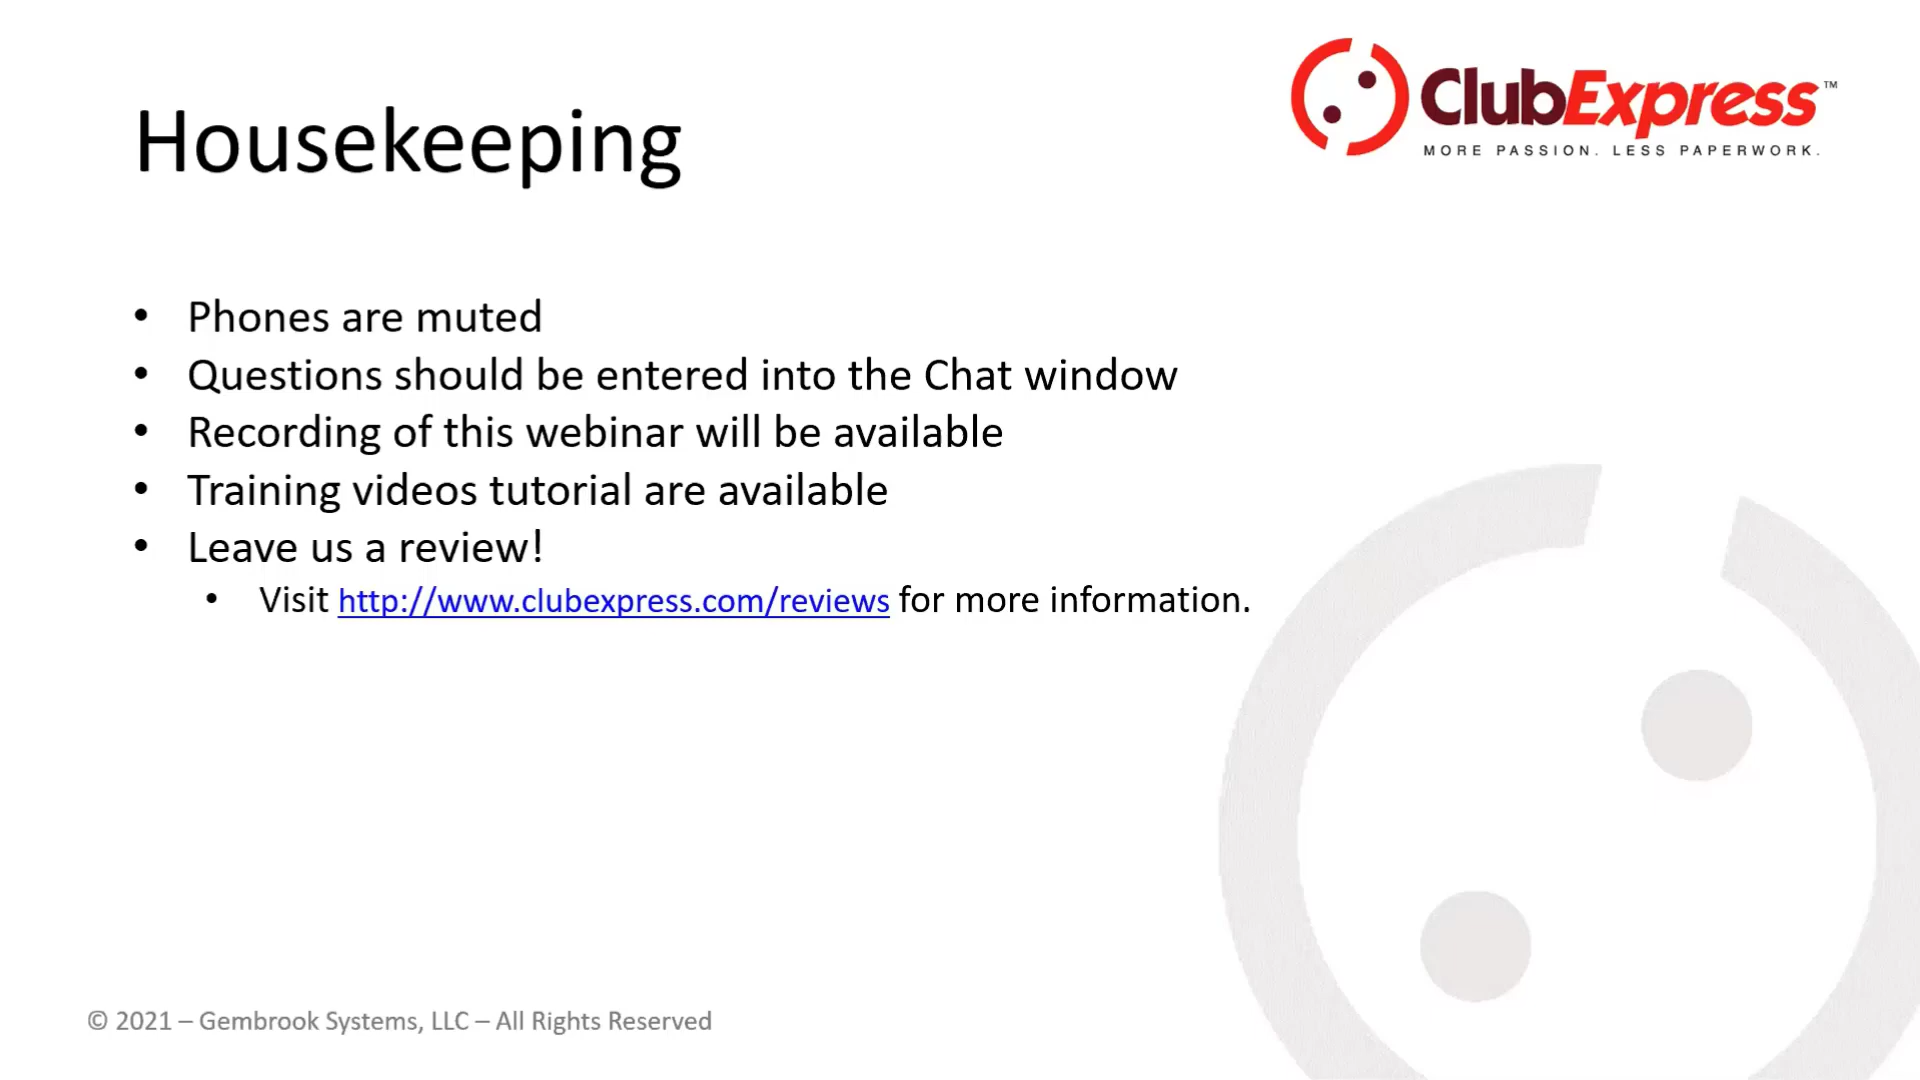 ClubExpress™
MORE PASSION. LESS PAPERWORK.
Housekeeping
• Phones are muted
• Questions should be entered into the Chat window
• Recording of this webinar will be available
• Training videos tutorial are available
• Leave us a review!
• Visit http://www.clubexpress.com/reviews for more information.
© 2021 – Gembrook Systems, LLC – All Rights Reserved